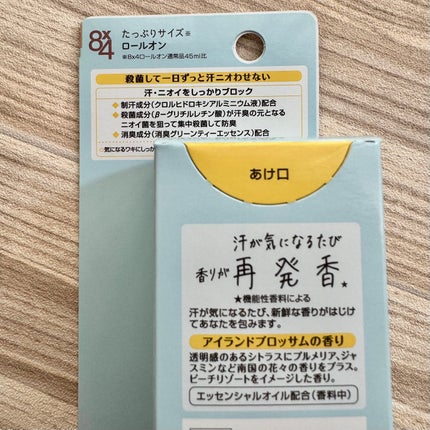 8x4
たっぷりサイズ※
ロールオン
※8x4ロールオン通常品45ml比
殺菌して一日ずっと汗ニオわせない
汗・ニオイをしっかりブロック
◆ 制汗成分(クロルヒドロキシアルミニウム液)配合
◆ 殺菌成分(β-グリチルレチン酸)が汗臭の元となる
ニオイ菌を狙って集中殺菌して防臭
◆ 消臭成分(消臭グリーンティーエッセンス)配合
気になるワキにしっか
あけ口
汗が気になるたび
香りが再発香★
★機能性香料による
汗が気になるたび、新鮮な香りがはじけ
てあなたを包みます。
アイランドブロッサムの香り
透明感のあるシトラスにプルメリア、ジャ
スミンなど南国の花々の香りをプラス。
ビーチリゾートをイメージした香り。
エッセンシャルオイル配合(香料中)